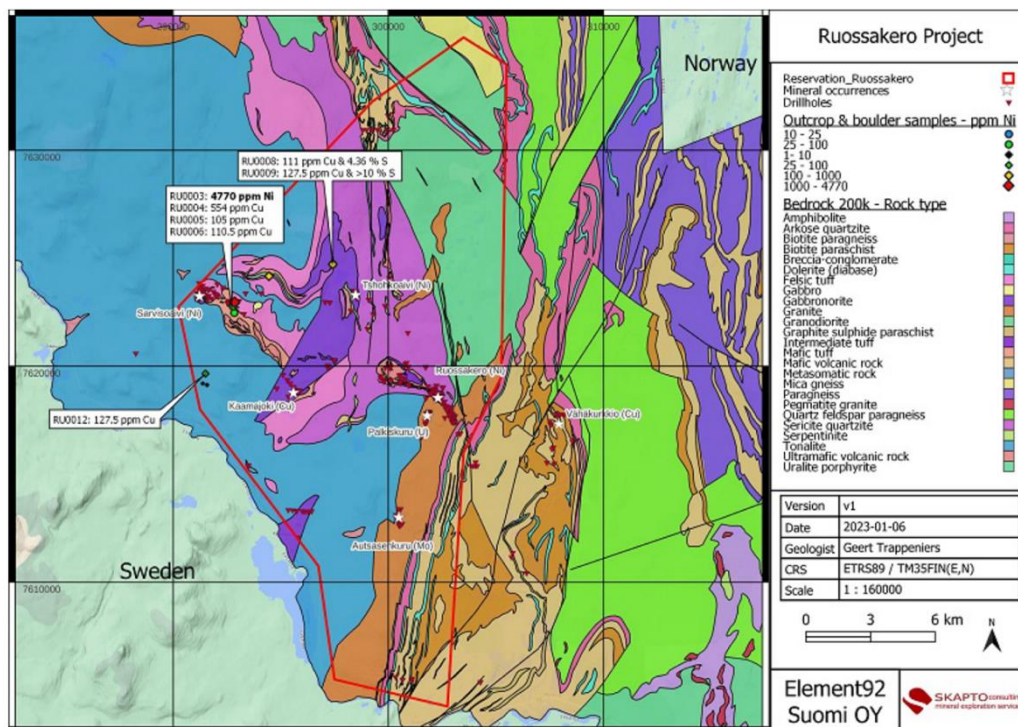 290000
300000
310000
Norway
7630000
RU0008: 111 ppm Cu & 4.36 % S
RU0009: 127.5 ppm Cu & >10 % S
RU0003: 4770 ppm Ni
RU0004: 554 ppm Cu
RU0005: 105 ppm Cu
RU0006: 110.5 ppm Cu
Tshohkoaivi (Ni)
Sarvisoaivi (Ni)
7620000
Ruossakero (Ni)
Kaamajoki (Cu)
RU0012: 127.5 ppm Cu
Palkiskuru (U)
Vähäkurkkio (Cu)
Autsasenkuru (Mo)
Sweden
7610000
Ruossakero Project
Reservation_Ruossakero
Mineral occurrences
Drillholes
Outcrop & boulder samples - ppm Ni
10 - 25
25 - 100
1- 10
25 - 100
100 - 1000
1000 - 4770
Bedrock 200k - Rock type
Amphibolite
Arkose quartzite
Biotite paragneiss
Biotite paraschist
Breccia-conglomerate
Dolerite (diabase)
Felsic tuff
Gabbro
Gabbronorite
Granite
Granodiorite
Graphite sulphide paraschist
Intermediate tuff
Mafic tuff
Mafic volcanic rock
Metasomatic rock
Mica gneiss
Paragneiss
Pegmatite granite
Quartz feldspar paragneiss
Sericite quartzite
Serpentinite
Tonalite
Ultramafic volcanic rock
Uralite porphyrite
Version v1
Date 2023-01-06
Geologist Geert Trappeniers
CRS ETRS89 / TM35FIN(E,N)
Scale 1 : 160000
0 3 6 km
N
Element92
Suomi OY
SKAPTO consulting
mineral exploration services